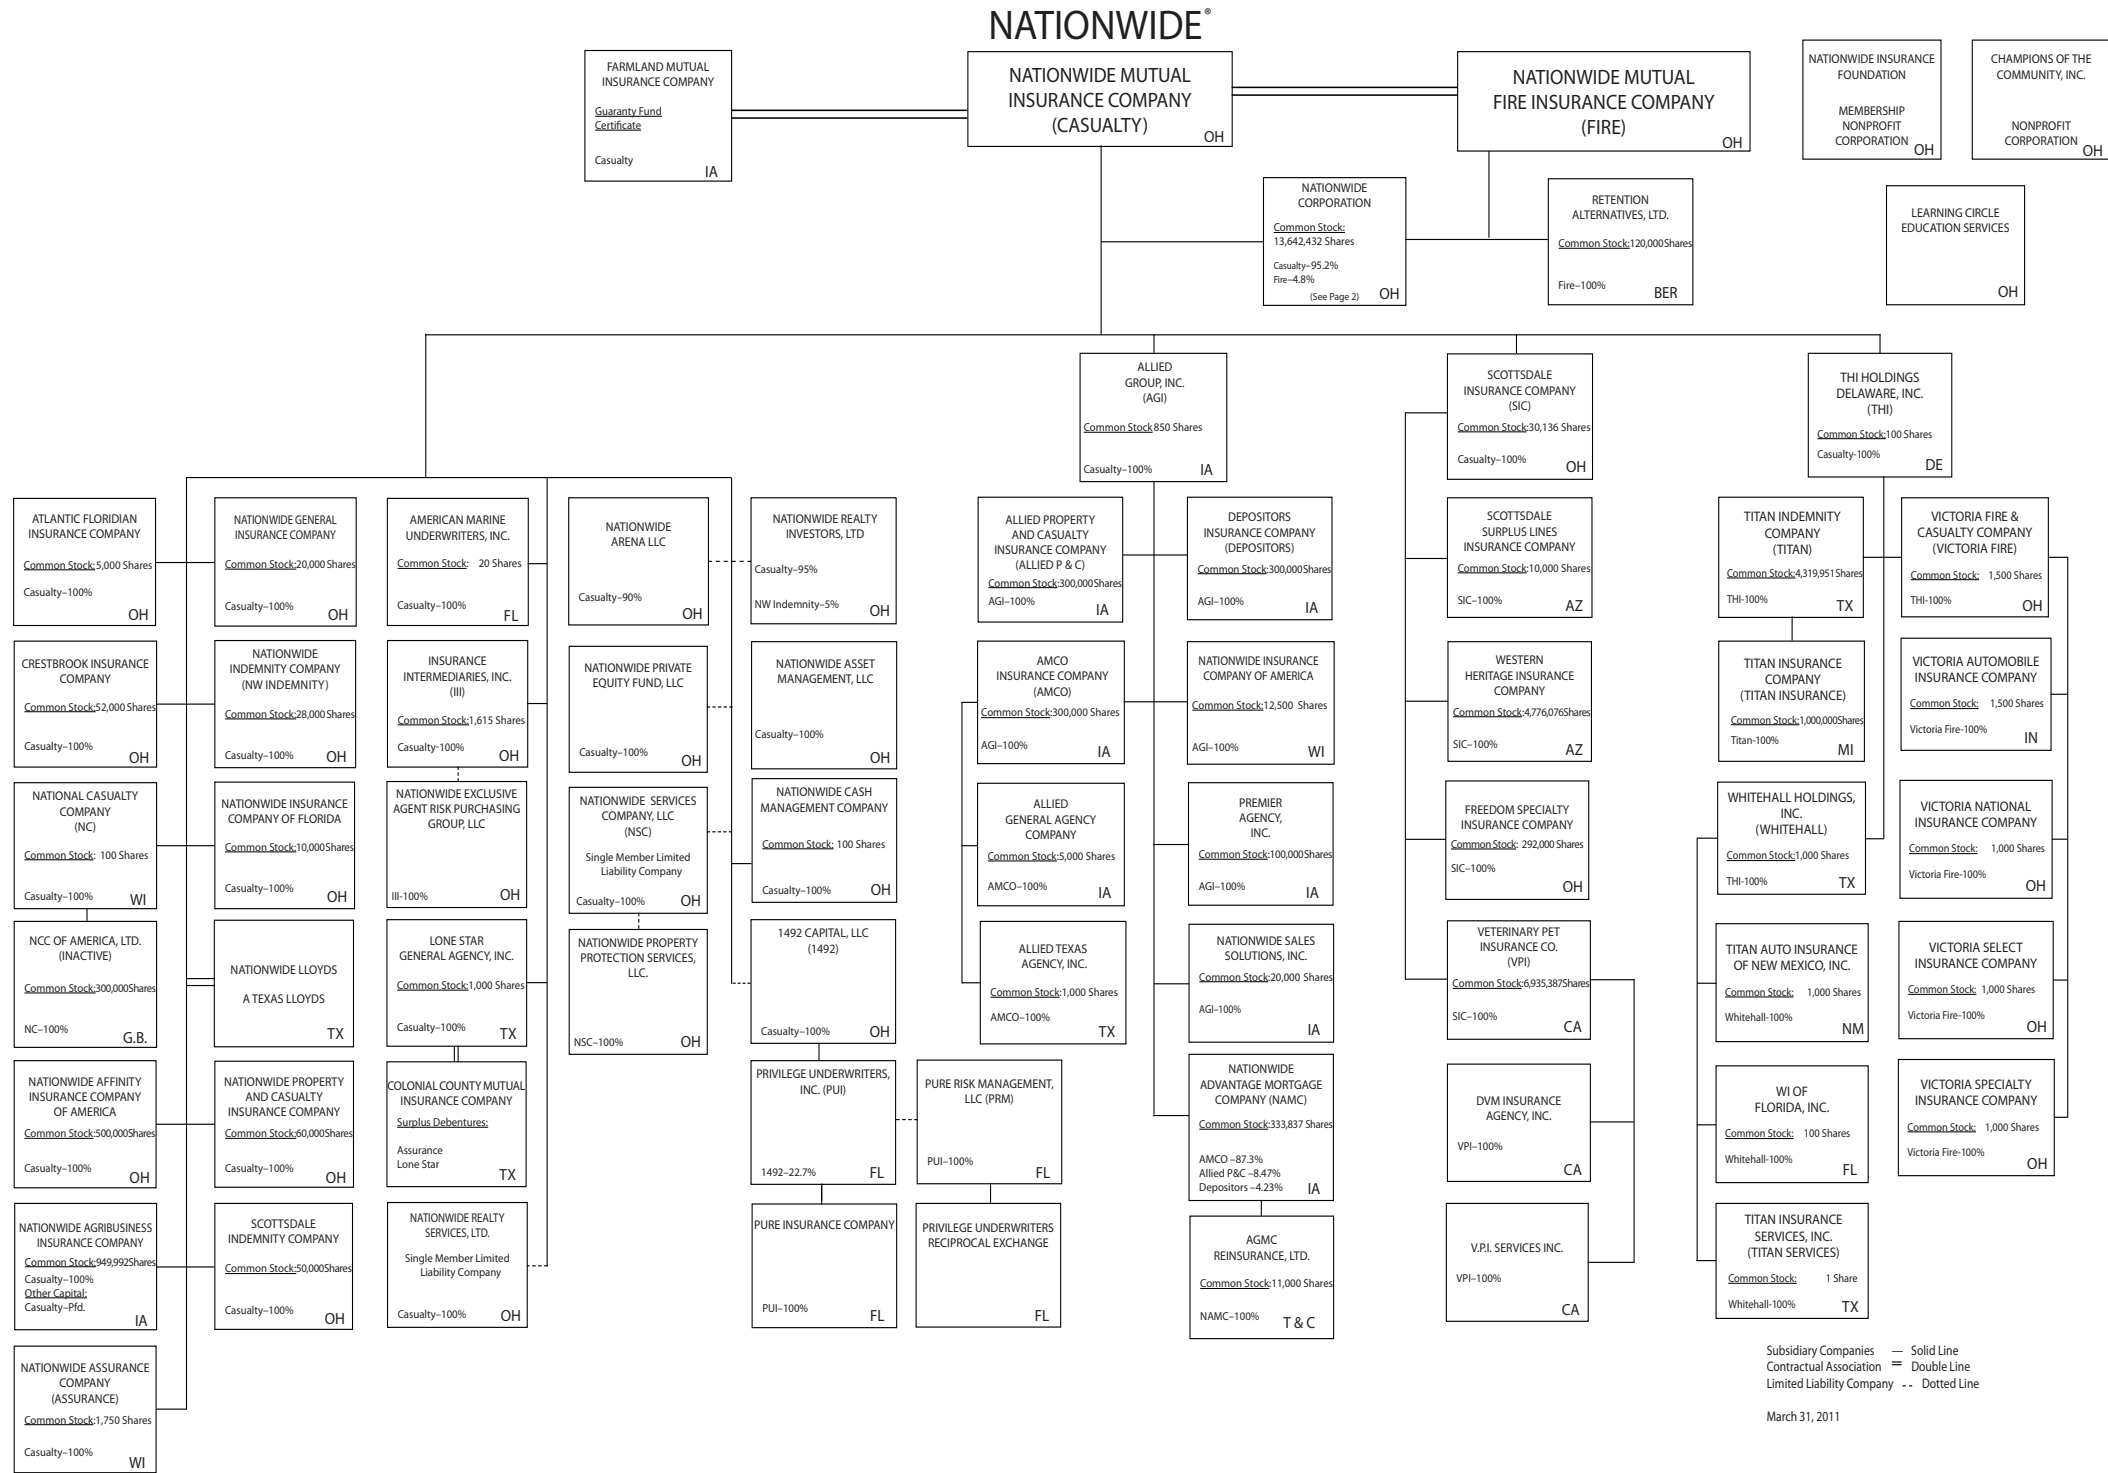 NATIONWIDE®
FARMLAND MUTUAL
INSURANCE COMPANY
Guaranty Fund
Certificate
Casualty
IA
NATIONWIDE MUTUAL
INSURANCE COMPANY
(CASUALTY)
OH
NATIONWIDE MUTUAL
FIRE INSURANCE COMPANY
(FIRE)
OH
NATIONWIDE INSURANCE
FOUNDATION
MEMBERSHIP
NONPROFIT
CORPORATION
OH
CHAMPIONS OF THE
COMMUNITY, INC.
NONPROFIT
CORPORATION
OH
NATIONWIDE
CORPORATION
Common Stock:
13,642,432 Shares
Casualty–95.2%
Fire–4.8%
(See Page 2)
OH
RETENTION
ALTERNATIVES, LTD.
Common Stock:120,000Shares
Fire–100%
BER
LEARNING CIRCLE
EDUCATION SERVICES
OH
ALLIED
GROUP, INC.
(AGI)
Common Stock 850 Shares
Casualty–100%
IA
SCOTTSDALE
INSURANCE COMPANY
(SIC)
Common Stock:30,136 Shares
Casualty–100%
OH
THI HOLDINGS
DELAWARE, INC.
(THI)
Common Stock:100 Shares
Casualty-100%
DE
ATLANTIC FLORIDIAN
INSURANCE COMPANY
Common Stock:5,000 Shares
Casualty–100%
OH
NATIONWIDE GENERAL
INSURANCE COMPANY
Common Stock:20,000Shares
Casualty–100%
OH
AMERICAN MARINE
UNDERWRITERS, INC.
Common Stock: 20 Shares
Casualty–100%
FL
NATIONWIDE
ARENA LLC
Casualty–90%
OH
NATIONWIDE REALTY
INVESTORS, LTD
Casualty–95%
NW Indemnity–5%
OH
ALLIED PROPERTY
AND CASUALTY
INSURANCE COMPANY
(ALLIED P & C)
Common Stock:300,000Shares
AGI–100%
IA
DEPOSITORS
INSURANCE COMPANY
(DEPOSITORS)
Common Stock:300,000Shares
AGI–100%
IA
SCOTTSDALE
SURPLUS LINES
INSURANCE COMPANY
Common Stock:10,000 Shares
SIC–100%
AZ
TITAN INDEMNITY
COMPANY
(TITAN)
Common Stock:4,319,951Shares
THI-100%
TX
VICTORIA FIRE &
CASUALTY COMPANY
(VICTORIA FIRE)
Common Stock: 1,500 Shares
THI-100%
OH
CRESTBROOK INSURANCE
COMPANY
Common Stock:52,000 Shares
Casualty–100%
OH
NATIONWIDE
INDEMNITY COMPANY
(NW INDEMNITY)
Common Stock:28,000 Shares
Casualty–100%
OH
INSURANCE
INTERMEDIARIES, INC.
(III)
Common Stock:1,615 Shares
Casualty-100%
OH
NATIONWIDE PRIVATE
EQUITY FUND, LLC
Casualty–100%
OH
NATIONWIDE ASSET
MANAGEMENT, LLC
Casualty–100%
OH
AMCO
INSURANCE COMPANY
(AMCO)
Common Stock:300,000 Shares
AGI–100%
IA
NATIONWIDE INSURANCE
COMPANY OF AMERICA
Common Stock:12,500 Shares
AGI–100%
WI
WESTERN
HERITAGE INSURANCE
COMPANY
Common Stock:4,776,076Shares
SIC–100%
AZ
TITAN INSURANCE
COMPANY
(TITAN INSURANCE)
Common Stock:1,000,000Shares
Titan-100%
MI
VICTORIA AUTOMOBILE
INSURANCE COMPANY
Common Stock: 1,500 Shares
Victoria Fire-100%
IN
NATIONAL CASUALTY
COMPANY
(NC)
Common Stock: 100 Shares
Casualty–100%
WI
NATIONWIDE INSURANCE
COMPANY OF FLORIDA
Common Stock:10,000Shares
Casualty–100%
OH
NATIONWIDE EXCLUSIVE
AGENT RISK PURCHASING
GROUP, LLC
III-100%
OH
NATIONWIDE SERVICES
COMPANY, LLC
(NSC)
Single Member Limited
Liability Company
Casualty–100%
OH
NATIONWIDE CASH
MANAGEMENT COMPANY
Common Stock: 100 Shares
Casualty–100%
OH
ALLIED
GENERAL AGENCY
COMPANY
Common Stock:5,000 Shares
AMCO–100%
IA
PREMIER
AGENCY,
INC.
Common Stock:100,000Shares
AGI–100%
IA
FREEDOM SPECIALTY
INSURANCE COMPANY
Common Stock: 292,000 Shares
SIC–100%
OH
WHITEHALL HOLDINGS,
INC.
(WHITEHALL)
Common Stock:1,000 Shares
THI-100%
TX
VICTORIA NATIONAL
INSURANCE COMPANY
Common Stock: 1,000 Shares
Victoria Fire-100%
OH
NCC OF AMERICA, LTD.
(INACTIVE)
Common Stock:300,000Shares
NC–100%
G.B.
NATIONWIDE LLOYDS
A TEXAS LLOYDS
TX
LONE STAR
GENERAL AGENCY, INC.
Common Stock:1,000 Shares
Casualty–100%
TX
NATIONWIDE PROPERTY
PROTECTION SERVICES,
LLC.
NSC–100%
OH
1492 CAPITAL, LLC
(1492)
Casualty–100%
OH
ALLIED TEXAS
AGENCY, INC.
Common Stock:1,000 Shares
AMCO–100%
TX
NATIONWIDE SALES
SOLUTIONS, INC.
Common Stock:20,000 Shares
AGI–100%
IA
VETERINARY PET
INSURANCE CO.
(VPI)
Common Stock:6,935,387Shares
SIC–100%
CA
TITAN AUTO INSURANCE
OF NEW MEXICO, INC.
Common Stock: 1,000 Shares
Whitehall-100%
NM
VICTORIA SELECT
INSURANCE COMPANY
Common Stock: 1,000 Shares
Victoria Fire-100%
OH
NATIONWIDE AFFINITY
INSURANCE COMPANY
OF AMERICA
Common Stock:500,000Shares
Casualty–100%
OH
NATIONWIDE PROPERTY
AND CASUALTY
INSURANCE COMPANY
Common Stock:60,000Shares
Casualty–100%
OH
COLONIAL COUNTY MUTUAL
INSURANCE COMPANY
Surplus Debentures:
Assurance
Lone Star
TX
PRIVILEGE UNDERWRITERS,
INC. (PUI)
1492–22.7%
FL
PURE RISK MANAGEMENT,
LLC (PRM)
PUI–100%
FL
NATIONWIDE
ADVANTAGE MORTGAGE
COMPANY (NAMC)
Common Stock:333,837 Shares
AMCO –87.3%
Allied P&C –8.47%
Depositors –4.23%
IA
DVM INSURANCE
AGENCY, INC.
VPI–100%
CA
WI OF
FLORIDA, INC.
Common Stock: 100 Shares
Whitehall-100%
FL
VICTORIA SPECIALTY
INSURANCE COMPANY
Common Stock: 1,000 Shares
Victoria Fire-100%
OH
NATIONWIDE AGRIBUSINESS
INSURANCE COMPANY
Common Stock:949,992Shares
Casualty–100%
Other Capital:
Casualty–Pfd.
IA
SCOTTSDALE
INDEMNITY COMPANY
Common Stock:50,000Shares
Casualty–100%
OH
NATIONWIDE REALTY
SERVICES, LTD.
Single Member Limited
Liability Company
Casualty–100%
OH
PURE INSURANCE COMPANY
PUI–100%
FL
PRIVILEGE UNDERWRITERS
RECIPROCAL EXCHANGE
FL
AGMC
REINSURANCE, LTD.
Common Stock:11,000 Shares
NAMC–100%
T & C
V.P.I. SERVICES INC.
VPI–100%
CA
TITAN INSURANCE
SERVICES, INC.
(TITAN SERVICES)
Common Stock: 1 Share
Whitehall-100%
TX
NATIONWIDE ASSURANCE
COMPANY
(ASSURANCE)
Common Stock:1,750 Shares
Casualty–100%
WI
Subsidiary Companies — Solid Line
Contractual Association = Double Line
Limited Liability Company -- Dotted Line
March 31, 2011